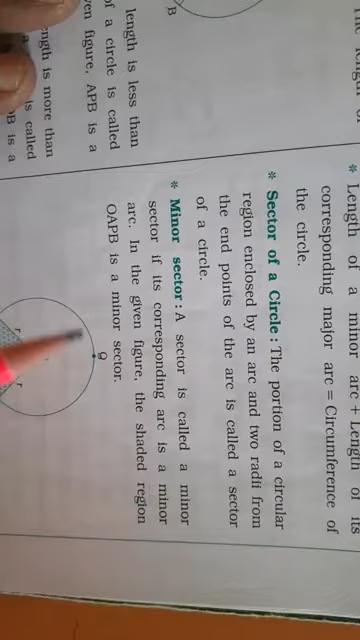 B
length is less than
of a circle is called
figure, APB is a
is more than
is called
is a
* Length of a minor arc + Length of its
corresponding major arc = Circumference of
the circle.
* Sector of a Circle : The portion of a circular
region enclosed by an arc and two radii from
the end points of the arc is called a sector
of a circle.
* Minor sector : A sector is called a minor
sector if its corresponding arc is a minor
arc. In the given figure, the shaded region
OAPB is a minor sector.
Q
r
r